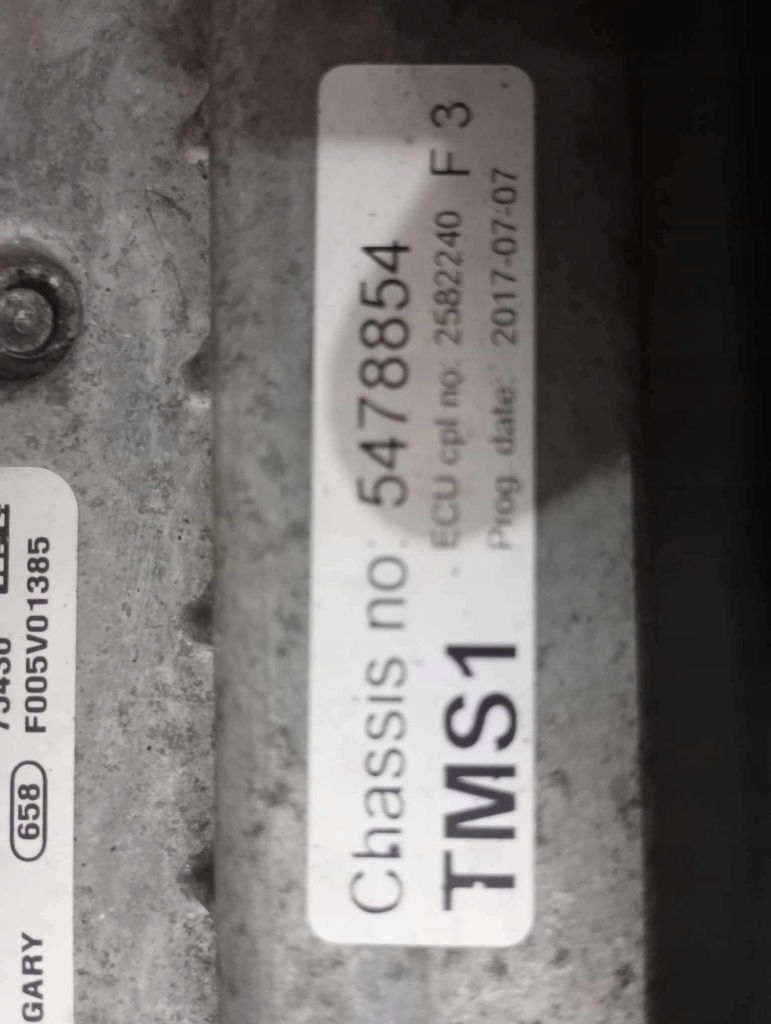 F005V01385
658
GARY
Chassis no: 5478854
ECU cpl no: 2582240 F 3
Prog. date: 2017-07-07
TMS1